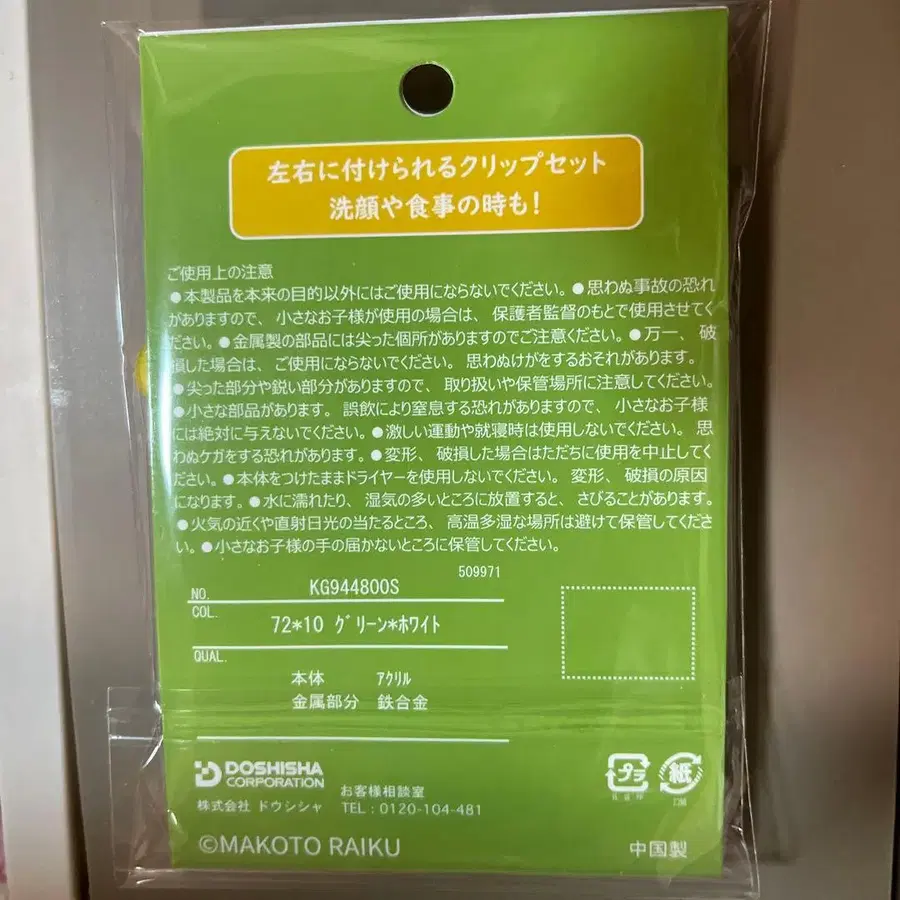 左右に付けられるクリップセット
洗顔や食事の時も!
ご使用上の注意
●本製品を本来の目的以外にはご使用にならないでください。●思わぬ事故の恐れ
がありますので、小さなお子様が使用の場合は、保護者監督のもとで使用させてく
ださい。●金属製の部品には尖った個所がありますのでご注意ください。●万一、破
損した場合は、ご使用にならないでください。思わぬけがをするおそれがあります。
●尖った部分や鋭い部分がありますので、取り扱いや保管場所に注意してください。
●小さな部品があります。誤飲により窒息する恐れがありますので、小さなお子様
には絶対に与えないでください。●激しい運動や就寝時は使用しないでください。思
わぬケガをする恐れがあります。●変形、破損した場合はただちに使用を中止してく
ださい。●本体をつけたままドライヤーを使用しないでください。変形、破損の原因
になります。●水に濡れたり、湿気の多いところに放置すると、さびることがあります。
●火気の近くや直射日光の当たるところ、高温多湿な場所は避けて保管してくださ
い。●小さなお子様の手の届かないところに保管してください。
509971
NO. KG944800S
COL. 72*10 グリーン*ホワイト
QUAL.
本体 アクリル
金属部分 鉄合金
DOSHISHA
CORPORATION
株式会社 ドウシシャ
お客様相談室
TEL:0120-104-481
プラ
紙
©MAKOTO RAIKU
中国製